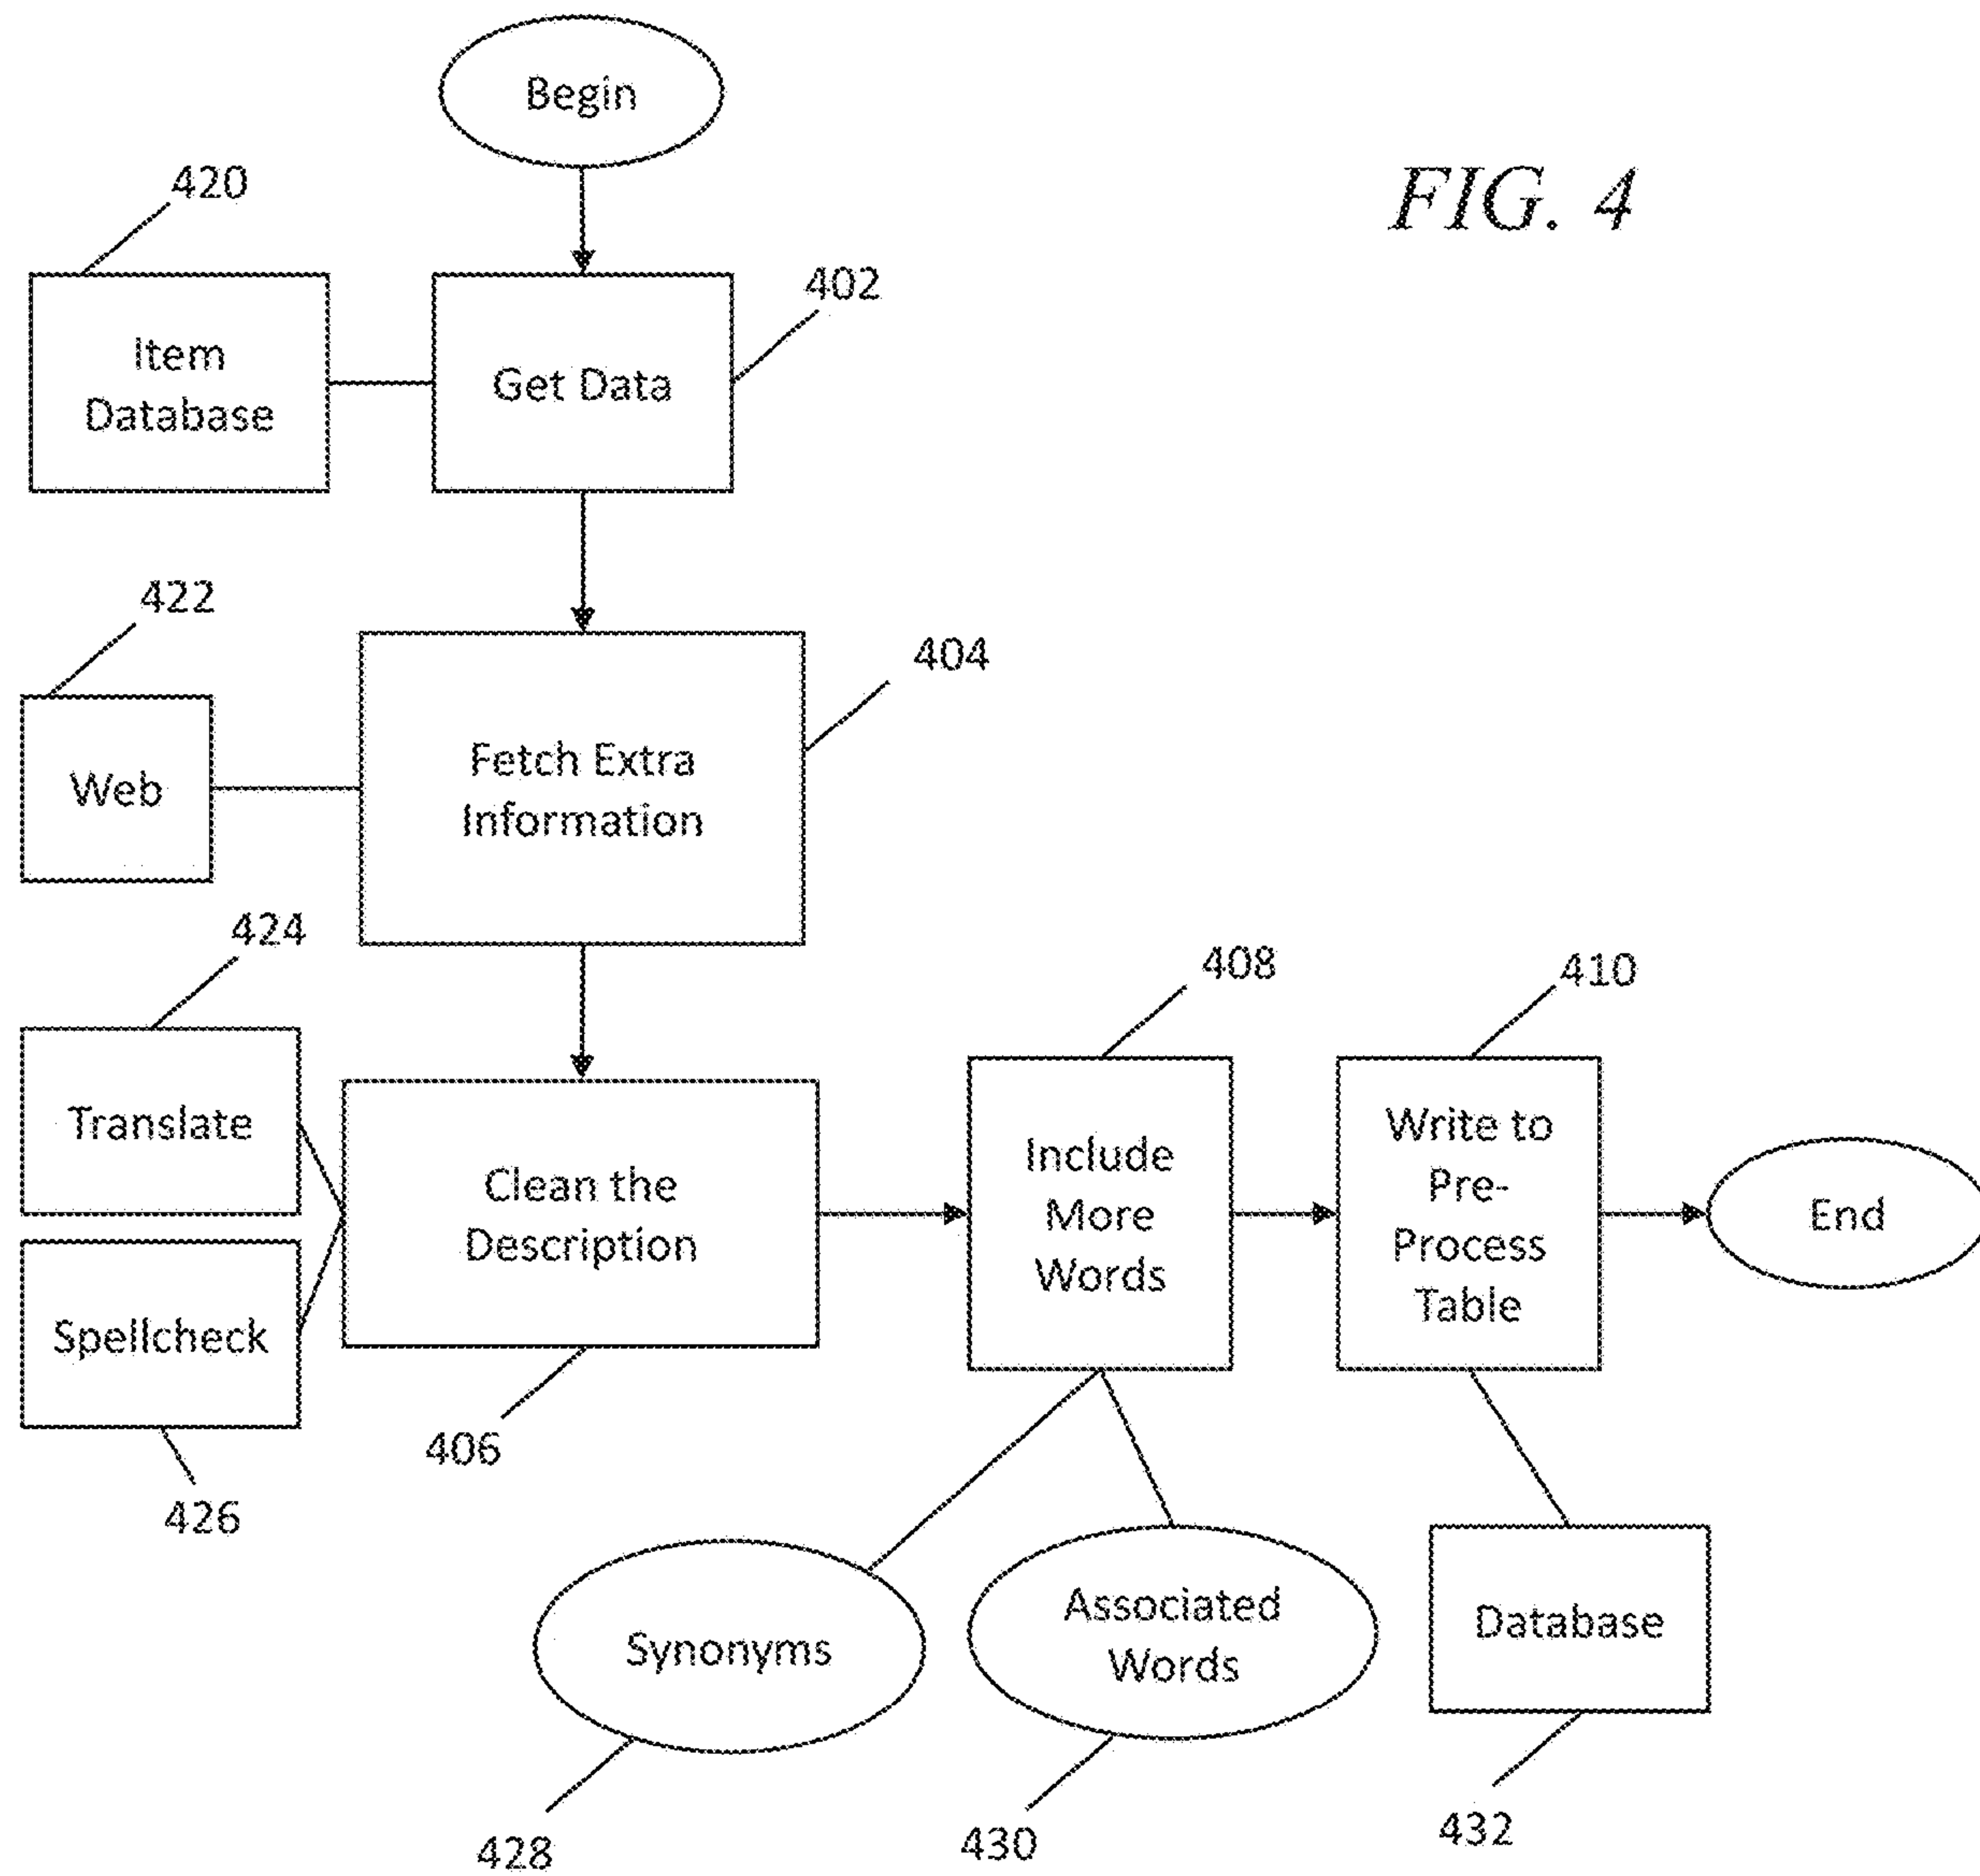 Begin
FIG. 4
420
402
Item
Database
Get Data
422
404
Web
Fetch Extra
Information
424
408
410
Translate
Clean the
Description
Include
More
Words
Write to
Pre-
Process
Table
End
Spellcheck
406
426
Synonyms
Associated
Words
Database
428
430
432